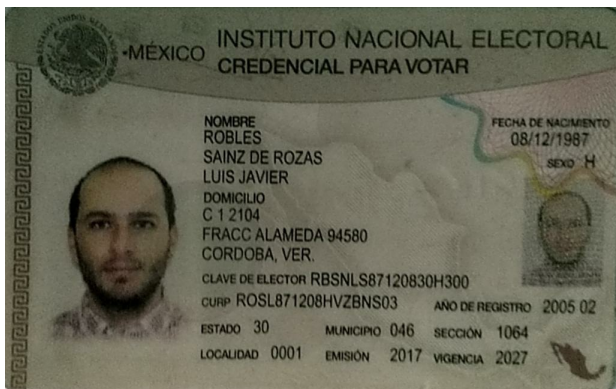 MÉXICO INSTITUTO NACIONAL ELECTORAL
CREDENCIAL PARA VOTAR
NOMBRE
ROBLES
SAINZ DE ROZAS
LUIS JAVIER
FECHA DE NACIMIENTO
08/12/1987
SEXO H
DOMICILIO
C 1 2104
FRACC ALAMEDA 94580
CORDOBA, VER.
CLAVE DE ELECTOR RBSNLS87120830H300
CURP ROSL871208HVZBNS03 AÑO DE REGISTRO 2005 02
ESTADO 30 MUNICIPIO 046 SECCIÓN 1064
LOCALIDAD 0001 EMISIÓN 2017 VIGENCIA 2027